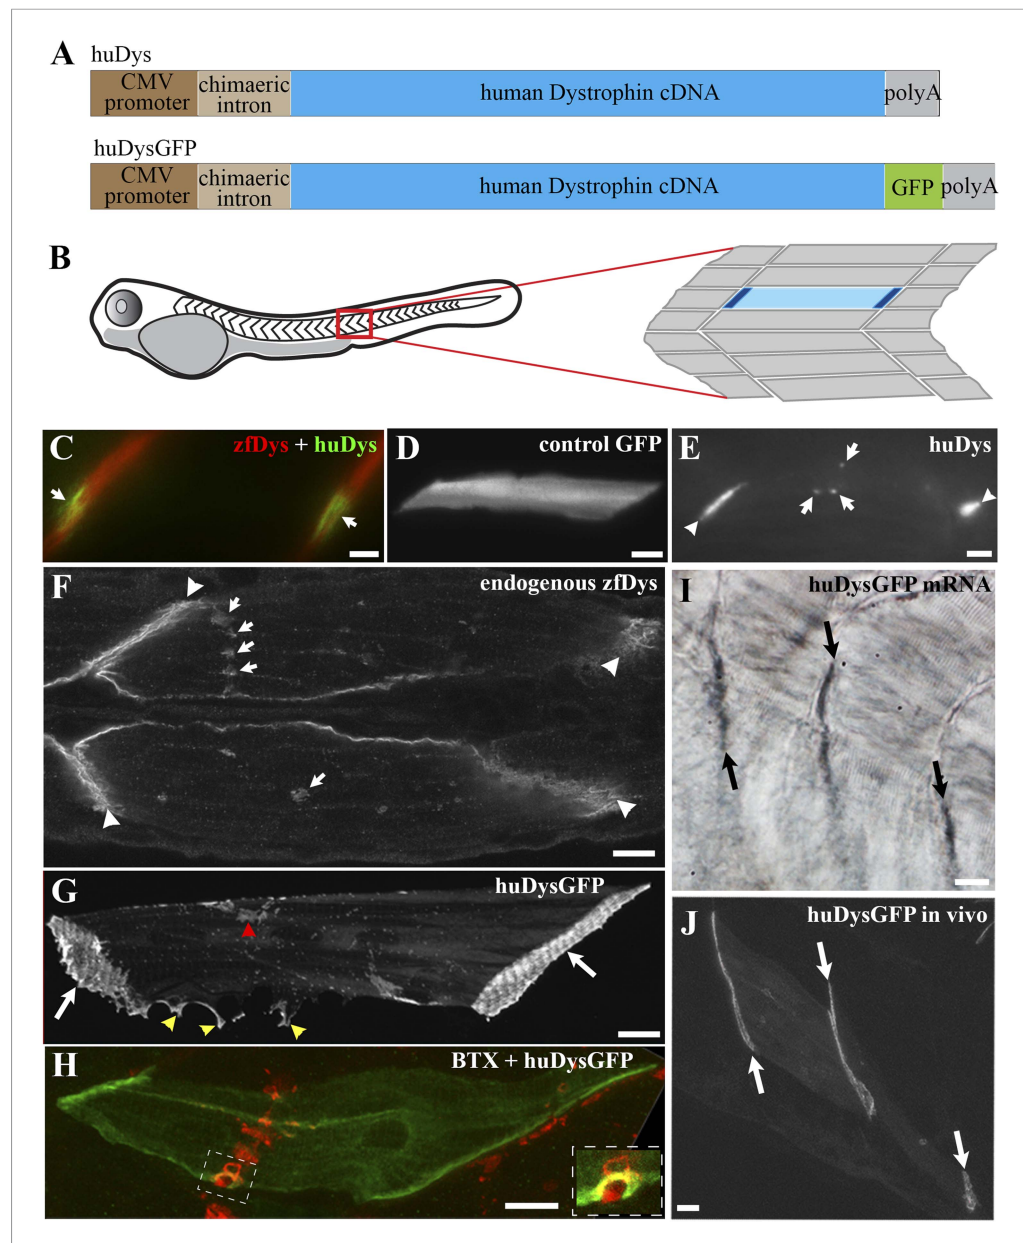 A
huDys
CMV promoter
chimaeric intron
human Dystrophin cDNA
polyA
huDysGFP
CMV promoter
chimaeric intron
human Dystrophin cDNA
GFP
polyA
B
C
zfDys + huDys
D
control GFP
E
huDys
F
endogenous zfDys
I
huDysGFP mRNA
G
huDysGFP
J
huDysGFP in vivo
H
BTX + huDysGFP